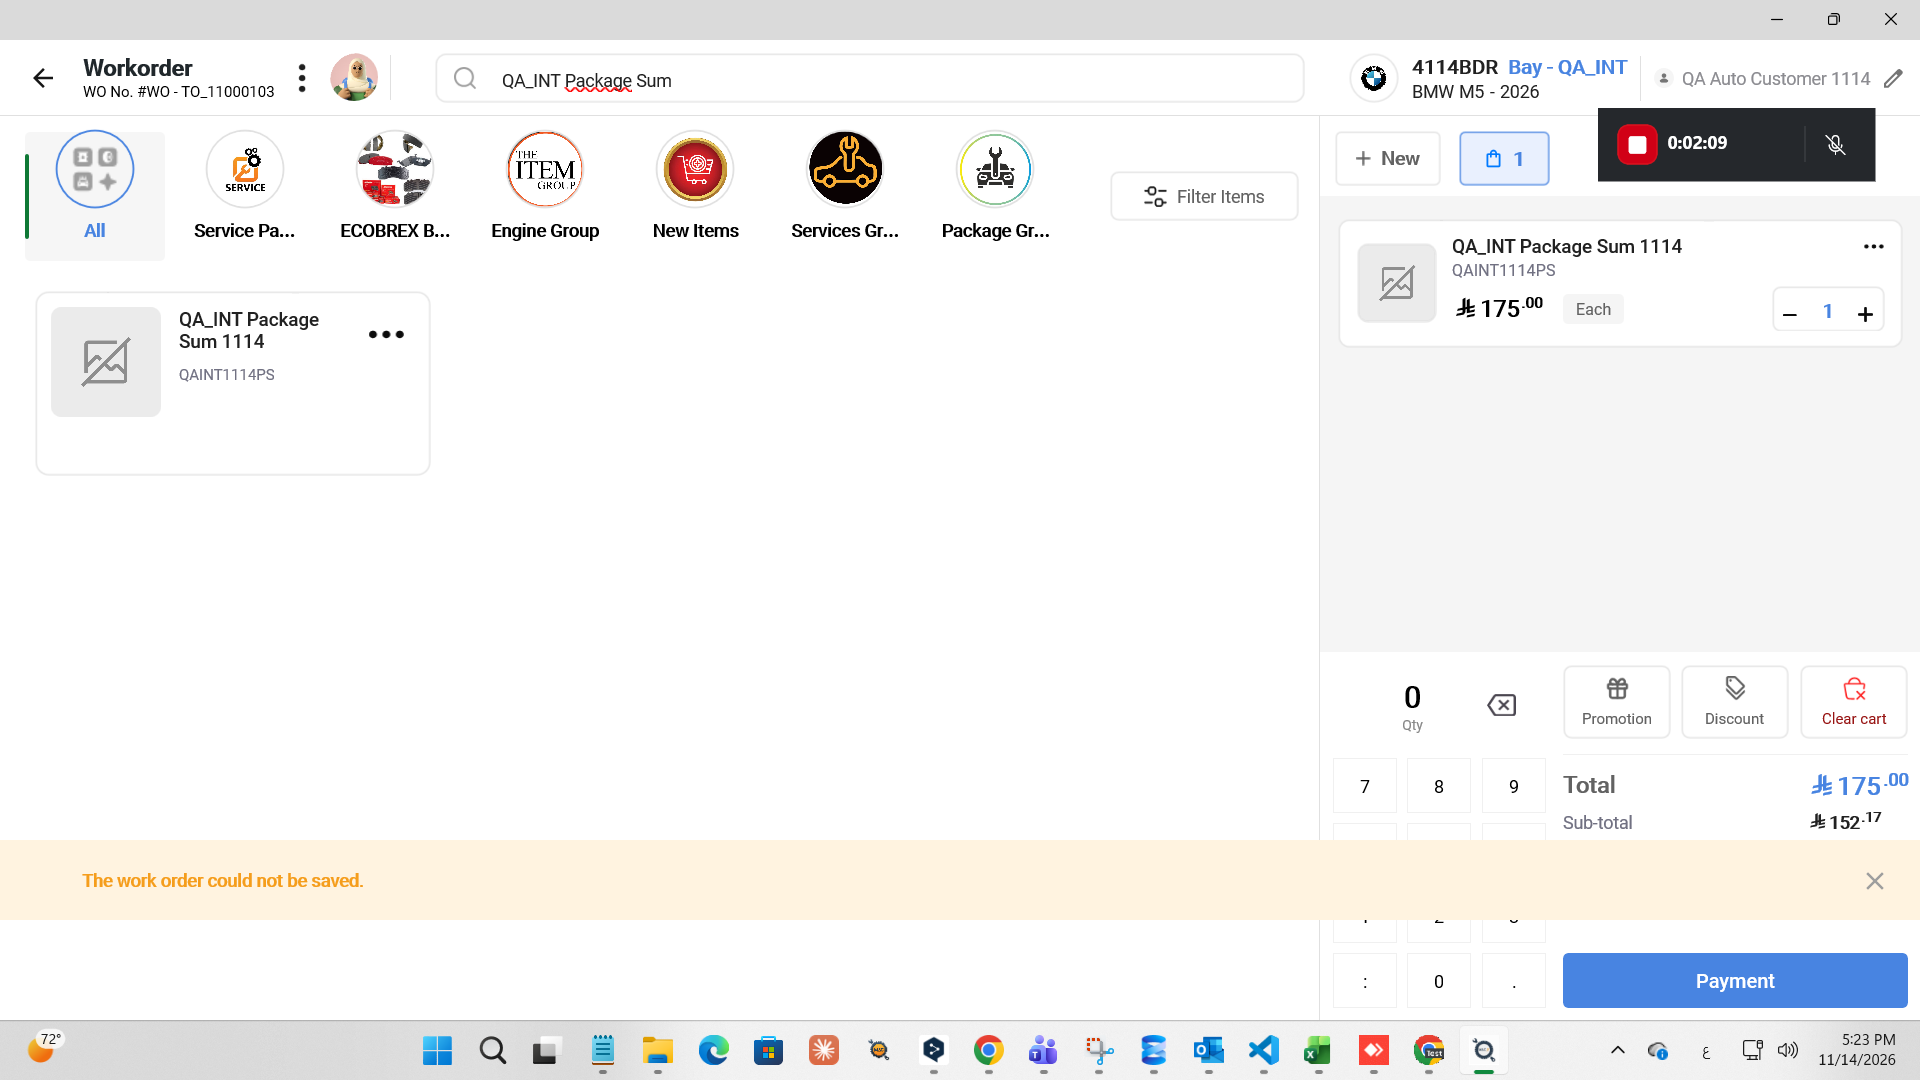 Workorder
WO No. #WO - TO_11000103
QA_INT Package Sum
4114BDR Bay - QA_INT
BMW M5 - 2026
QA Auto Customer 1114
0:02:09
All
SERVICE
Service Pa...
ECOBREX B...
THE
ITEM
GROUP
Engine Group
New Items
Services Gr...
Package Gr...
Filter Items
New
1
QA_INT Package
Sum 1114
QAINT1114PS
QA_INT Package Sum 1114
QAINT1114PS
175.00
Each
1
0
Qty
Promotion
Discount
Clear cart
7 8 9
Total
175.00
Sub-total
152.17
The work order could not be saved.
: 0 .
Payment
72°
Test
ع
5:23 PM
11/14/2026